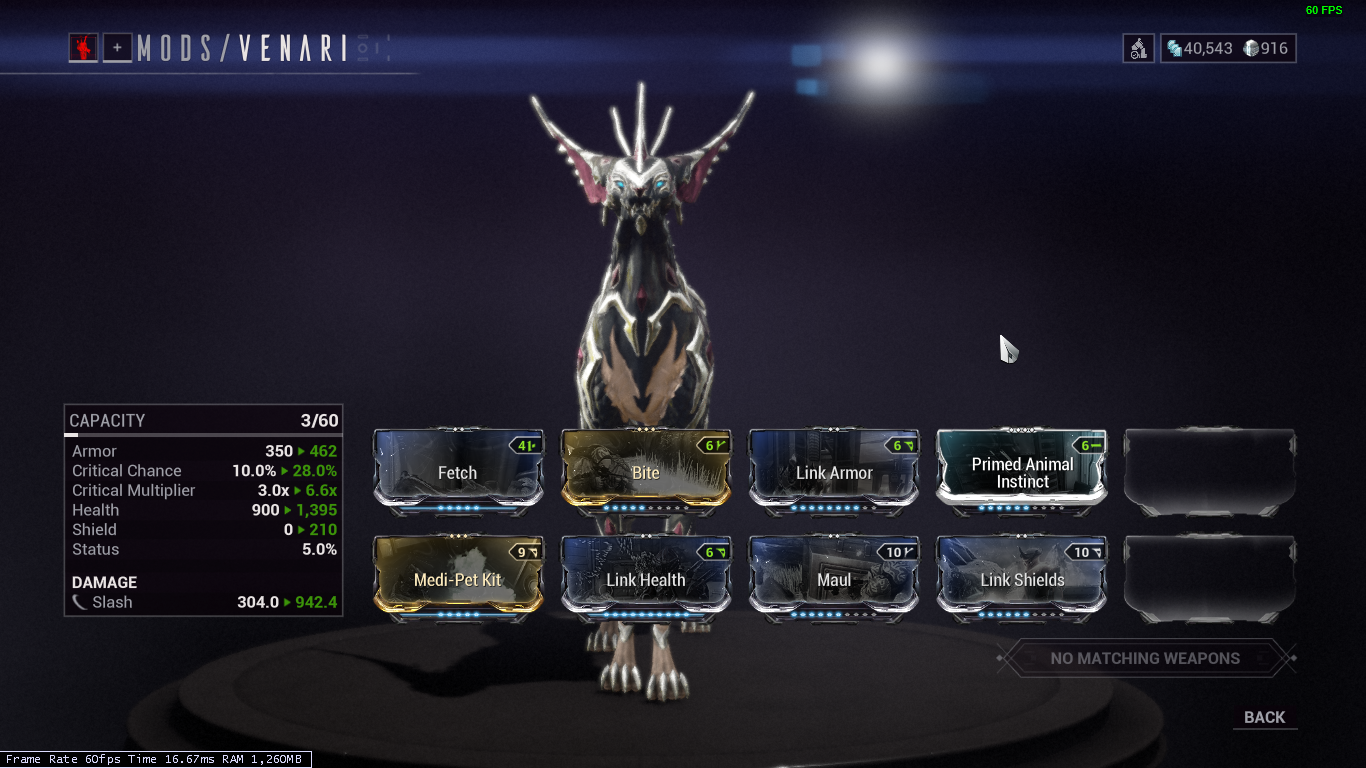 60 FPS
+ MODS/VENARI
40,543 916
CAPACITY 3/60
Armor 350 ▸ 462
Critical Chance 10.0% ▸ 28.0%
Critical Multiplier 3.0x ▸ 6.6x
Health 900 ▸ 1,395
Shield 0 ▸ 210
Status 5.0%
DAMAGE
Slash 304.0 ▸ 942.4
4
Fetch
6
Bite
6
Link Armor
6
Primed Animal
Instinct
9
Medi-Pet Kit
6
Link Health
10
Maul
10
Link Shields
NO MATCHING WEAPONS
BACK
Frame Rate 60fps Time 16.67ms RAM 1,260MB